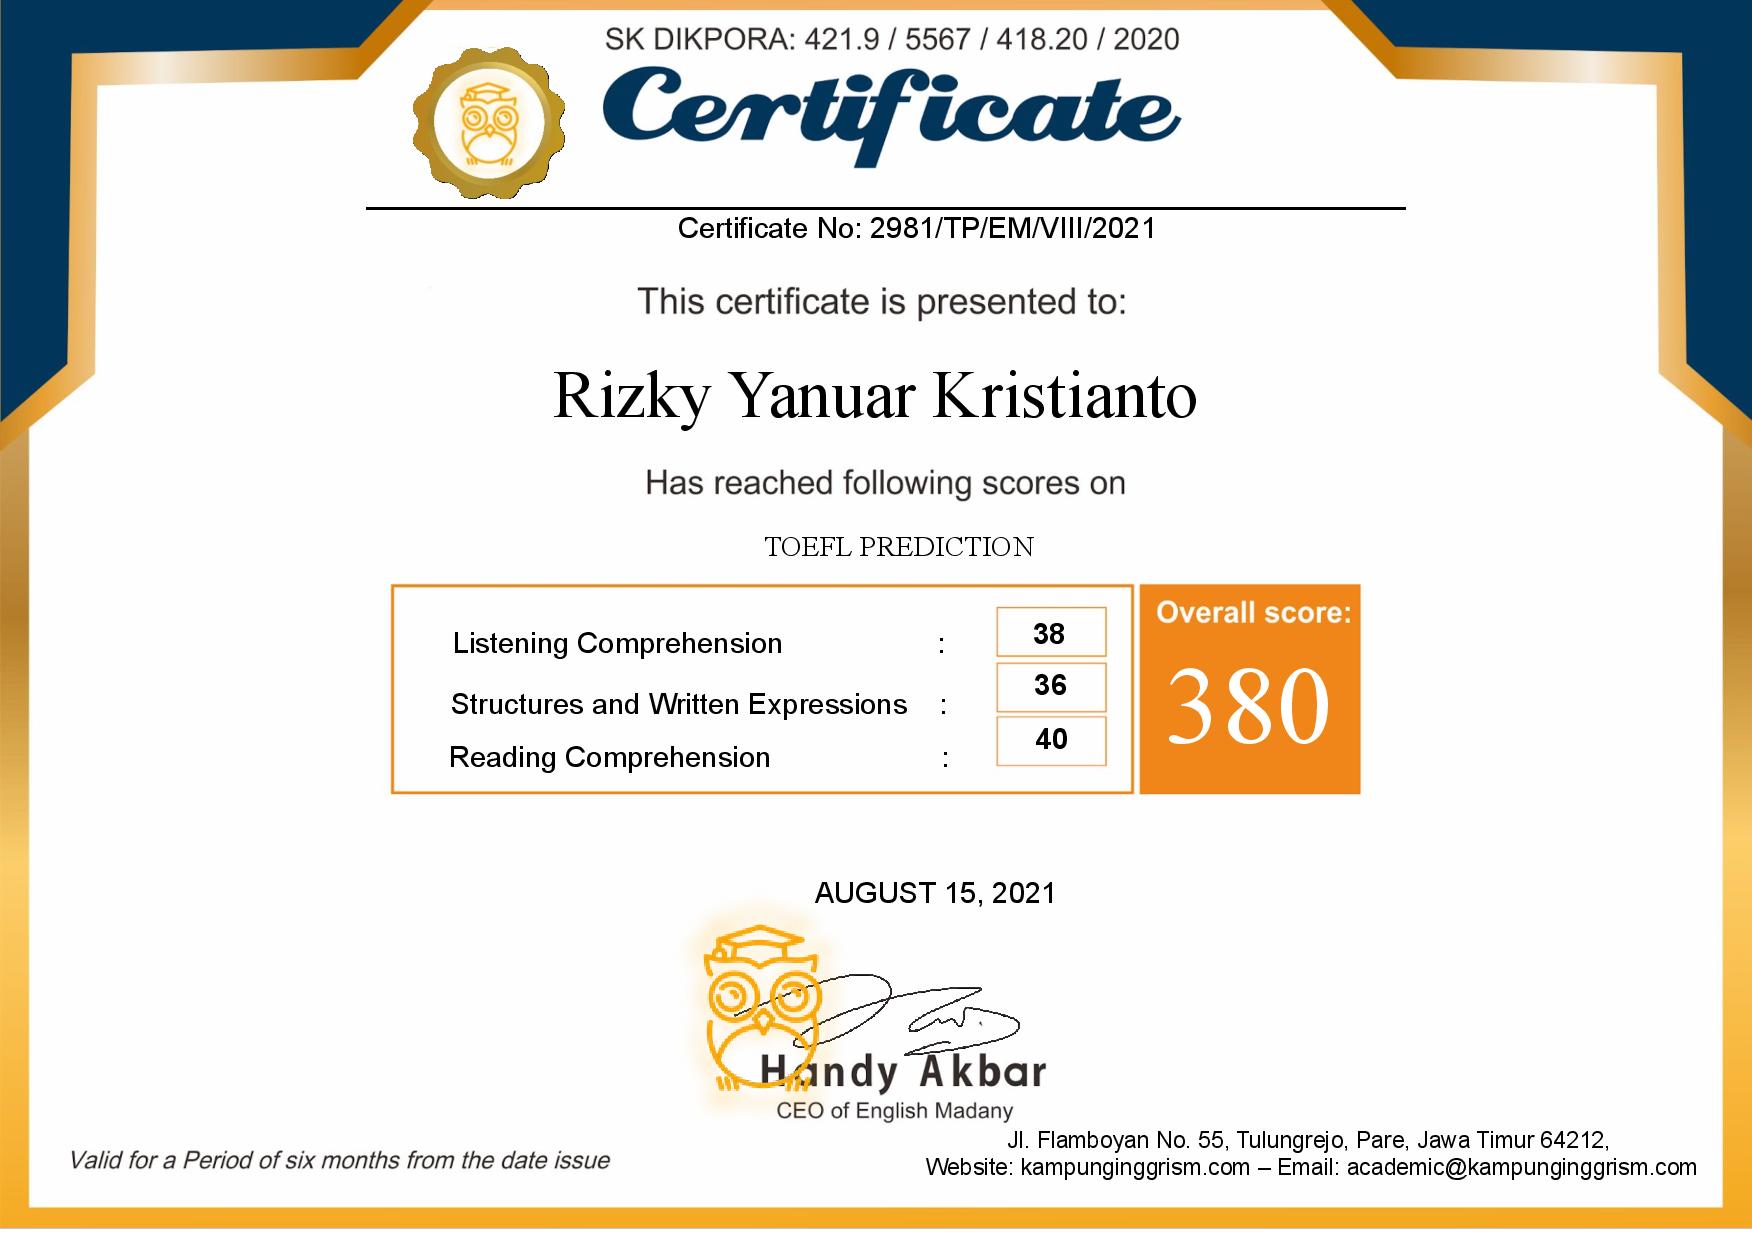 SK DIKPORA: 421.9 / 5567 / 418.20 / 2020
Certificate
Certificate No: 2981/TP/EM/VIII/2021
This certificate is presented to:
Rizky Yanuar Kristianto
Has reached following scores on
TOEFL PREDICTION
Listening Comprehension : 38
Structures and Written Expressions : 36
Reading Comprehension : 40
Overall score:
380
AUGUST 15, 2021
Handy Akbar
CEO of English Madany
Valid for a Period of six months from the date issue
Jl. Flamboyan No. 55, Tulungrejo, Pare, Jawa Timur 64212,
Website: kampunginggrism.com – Email: academic@kampunginggrism.com